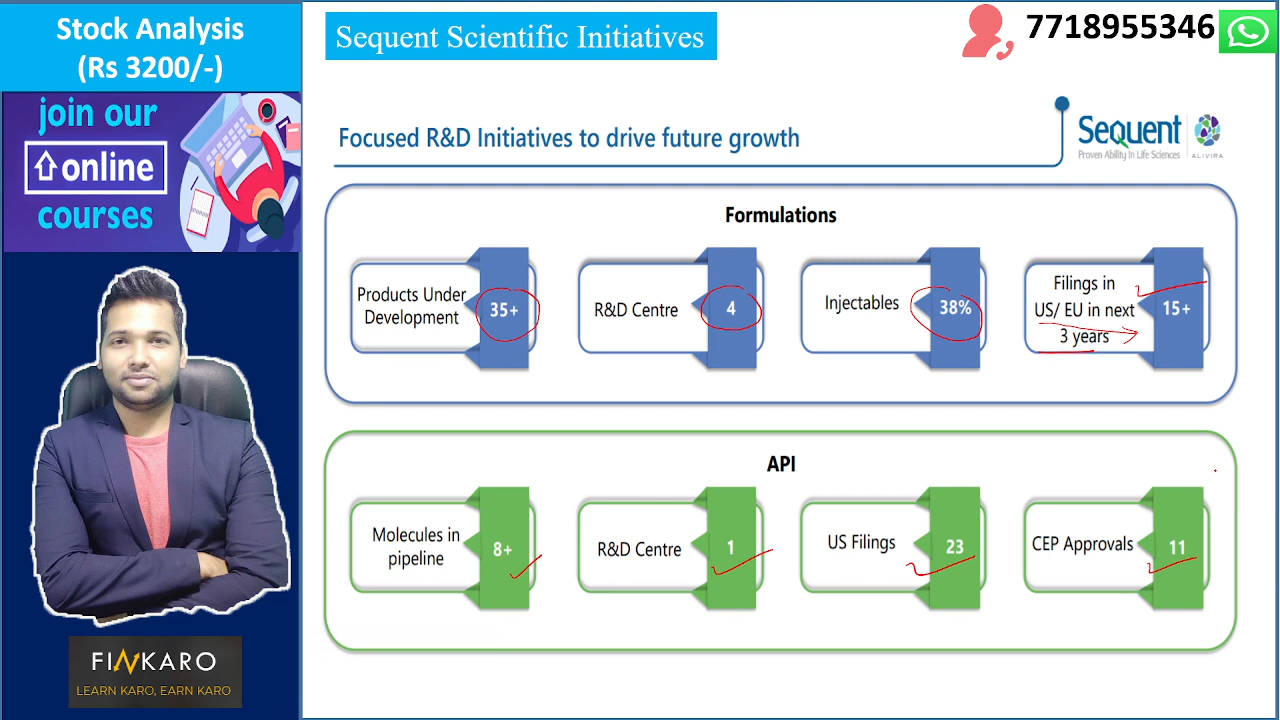 Stock Analysis
(Rs 3200/-)
join our
online
courses
FINKARO
LEARN KARO, EARN KARO
Sequent Scientific Initiatives
7718955346
Focused R&D Initiatives to drive future growth
Sequent
Proven Ability In Life Sciences
ALIVIRA
Formulations
Products Under
Development
35+
R&D Centre
4
Injectables
38%
Filings in
US/ EU in next
3 years
15+
API
Molecules in
pipeline
8+
R&D Centre
1
US Filings
23
CEP Approvals
11